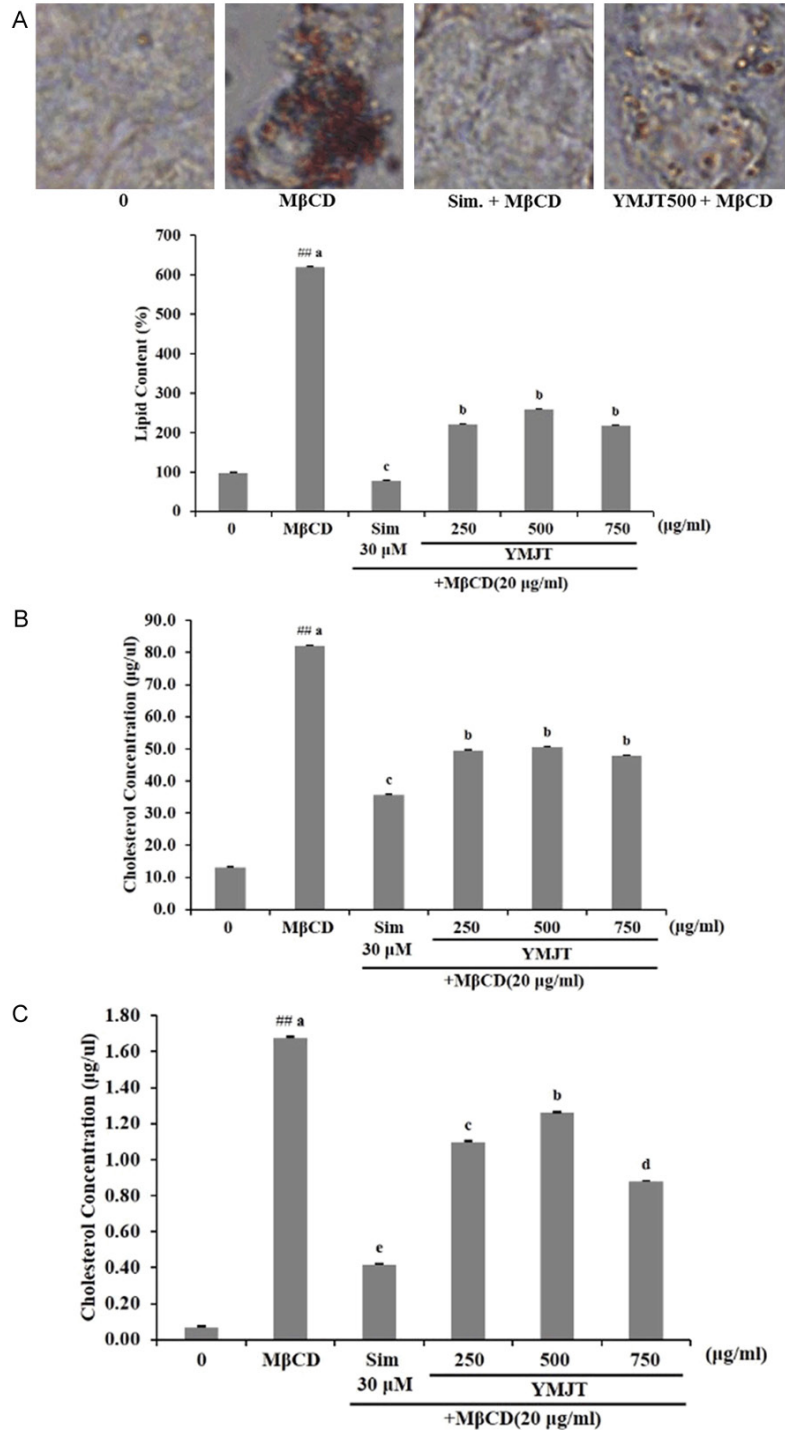 A
0 MβCD Sim. + MβCD YMJT500 + MβCD
700
600
500
400
300
200
100
0
Lipid Content (%)
## a
c
b
b
b
0 MβCD Sim 250 500 750 (μg/ml)
30 μM YMJT
+MβCD(20 μg/ml)
B
90.0
80.0
70.0
60.0
50.0
40.0
30.0
20.0
10.0
0.0
Cholesterol Concentration (μg/ul)
## a
c
b
b
b
0 MβCD Sim 250 500 750 (μg/ml)
30 μM YMJT
+MβCD(20 μg/ml)
C
1.80
1.60
1.40
1.20
1.00
0.80
0.60
0.40
0.20
0.00
Cholesterol Concentration (μg/ul)
## a
e
c
b
d
0 MβCD Sim 250 500 750 (μg/ml)
30 μM YMJT
+MβCD(20 μg/ml)